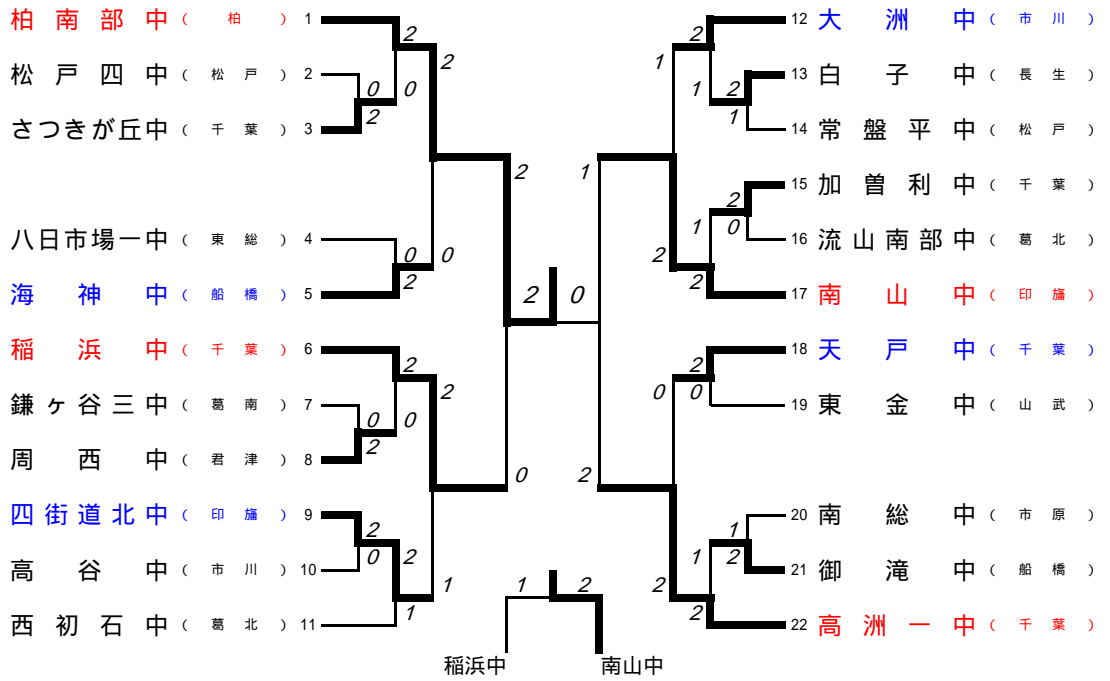 柏南部中（柏）1
松戸四中（松戸）2
さつきが丘中（千葉）3
八日市場一中（東総）4
海神中（船橋）5
稲浜中（千葉）6
鎌ヶ谷三中（葛南）7
周西中（君津）8
四街道北中（印旛）9
高谷中（市川）10
西初石中（葛北）11
2
2
0
0
2
2
0
0
2
2
2
0
0
2
0
2
0
2
1
1
2
0
1
2
稲浜中
南山中
2
1
1
2
1
1
2
1
0
2
2
2
0
0
0
2
1
1
2
2
2
12 大洲中（市川）
13 白子中（長生）
14 常盤平中（松戸）
15 加曽利中（千葉）
16 流山南部中（葛北）
17 南山中（印旛）
18 天戸中（千葉）
19 東金中（山武）
20 南総中（市原）
21 御滝中（船橋）
22 高洲一中（千葉）